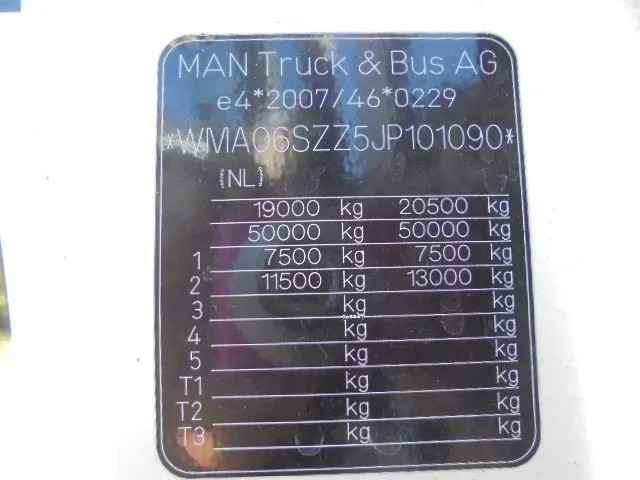 MAN Truck & Bus AG
e4*2007/46*0229
*WMA06SZZ5JP101090*
(NL)
19000 kg 20500 kg
50000 kg 50000 kg
1 7500 kg 7500 kg
2 11500 kg 13000 kg
3 kg kg
4 kg kg
5 kg kg
T1 kg kg
T2 kg kg
T3 kg kg